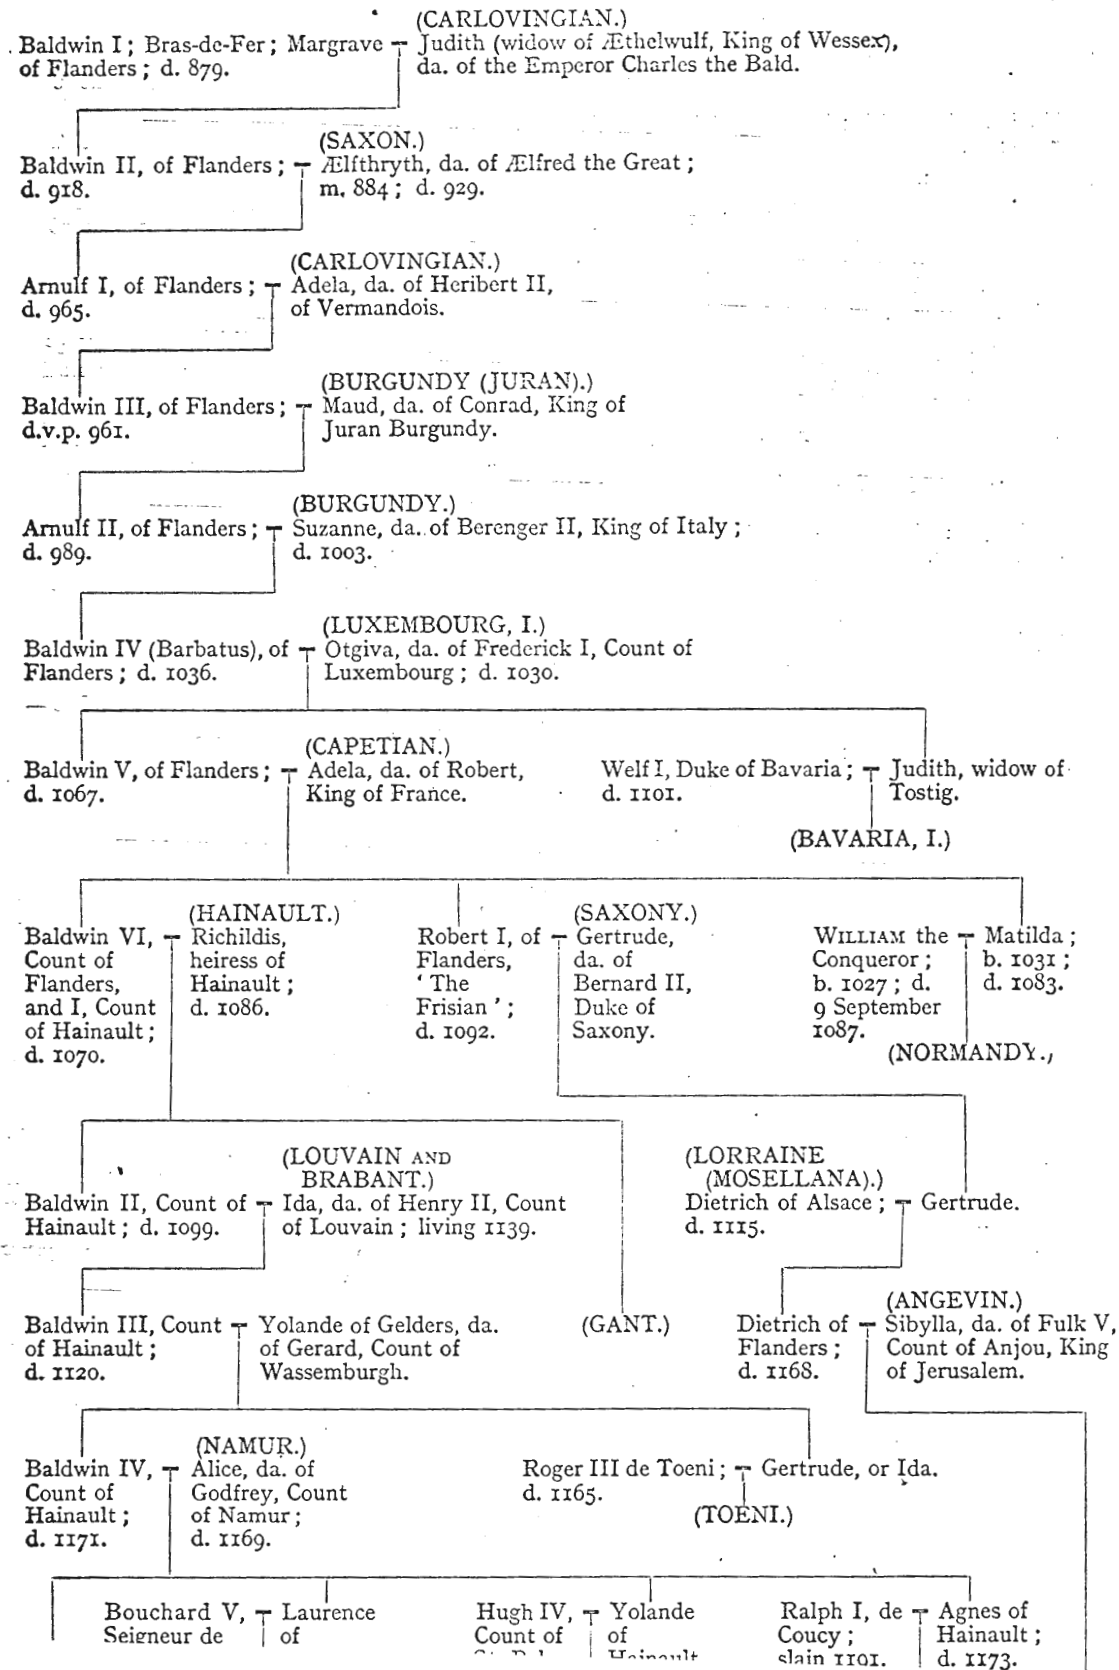 (CARLOVINGIAN.)
Baldwin I; Bras-de-Fer; Margrave
of Flanders; d. 879.
Judith (widow of Æthelwulf, King of Wessex),
da. of the Emperor Charles the Bald.
(SAXON.)
Baldwin II, of Flanders;
d. 918.
Ælfthryth, da. of Ælfred the Great;
m. 884; d. 929.
(CARLOVINGIAN.)
Arnulf I, of Flanders;
d. 965.
Adela, da. of Heribert II,
of Vermandois.
(BURGUNDY (JURAN).)
Baldwin III, of Flanders;
d.v.p. 961.
Maud, da. of Conrad, King of
Juran Burgundy.
(BURGUNDY.)
Arnulf II, of Flanders;
d. 989.
Suzanne, da. of Berenger II, King of Italy;
d. 1003.
(LUXEMBOURG, I.)
Baldwin IV (Barbatus), of
Flanders; d. 1036.
Otgiva, da. of Frederick I, Count of
Luxembourg; d. 1030.
(CAPETIAN.)
Baldwin V, of Flanders;
d. 1067.
Adela, da. of Robert,
King of France.
Welf I, Duke of Bavaria;
d. 1101.
Judith, widow of
Tostig.
(BAVARIA, I.)
(HAINAULT.)
Baldwin VI,
Count of
Flanders,
and I, Count
of Hainault;
d. 1070.
Richildis,
heiress of
Hainault;
d. 1086.
(SAXONY.)
Robert I, of
Flanders,
'The
Frisian';
d. 1092.
Gertrude,
da. of
Bernard II,
Duke of
Saxony.
WILLIAM the
Conqueror;
b. 1027; d.
9 September
1087.
Matilda;
b. 1031;
d. 1083.
(NORMANDY.)
(LOUVAIN AND
BRABANT.)
Baldwin II, Count of
Hainault; d. 1099.
Ida, da. of Henry II, Count
of Louvain; living 1139.
(LORRAINE
(MOSELLANA).)
Dietrich of Alsace;
d. 1115.
Gertrude.
Baldwin III, Count
of Hainault;
d. 1120.
Yolande of Gelders, da.
of Gerard, Count of
Wassemburgh.
(GANT.)
(ANGEVIN.)
Dietrich of
Flanders;
d. 1168.
Sibylla, da. of Fulk V,
Count of Anjou, King
of Jerusalem.
(NAMUR.)
Baldwin IV,
Count of
Hainault;
d. 1171.
Alice, da. of
Godfrey, Count
of Namur;
d. 1169.
Roger III de Toeni;
d. 1165.
Gertrude, or Ida.
(TOENI.)
Bouchard V,
Seigneur de
Laurence
of
Hugh IV,
Count of
Yolande
of
Hainault
Ralph I, de
Coucy;
slain 1191.
Agnes of
Hainault;
d. 1173.